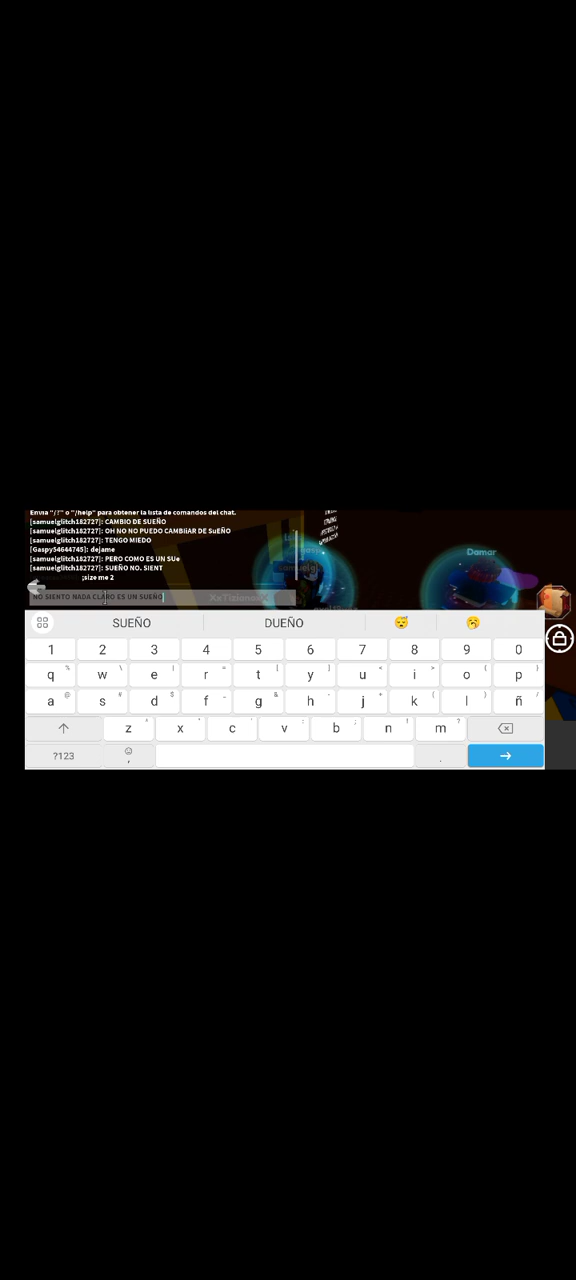 Envía "/?" o "/help" para obtener la lista de comandos del chat.
[samuelglitch182727]: CAMBIO DE SUEÑO
[samuelglitch182727]: OH NO NO PUEDO CAMBIiAR DE SuEÑO
[samuelglitch182727]: TENGO MIEDO
[Gaspy54644745]: dejame
[samuelglitch182727]: PERO COMO ES UN SUe
[samuelglitch182727]: SUEÑO NO. SIENT
;size me 2
NO SIENTO NADA CLARO ES UN SUEÑO
Damar
SUEÑO DUEÑO
1 2 3 4 5 6 7 8 9 0
q w e r t y u i o p
a s d f g h j k l ñ
z x c v b n m
?123 , .